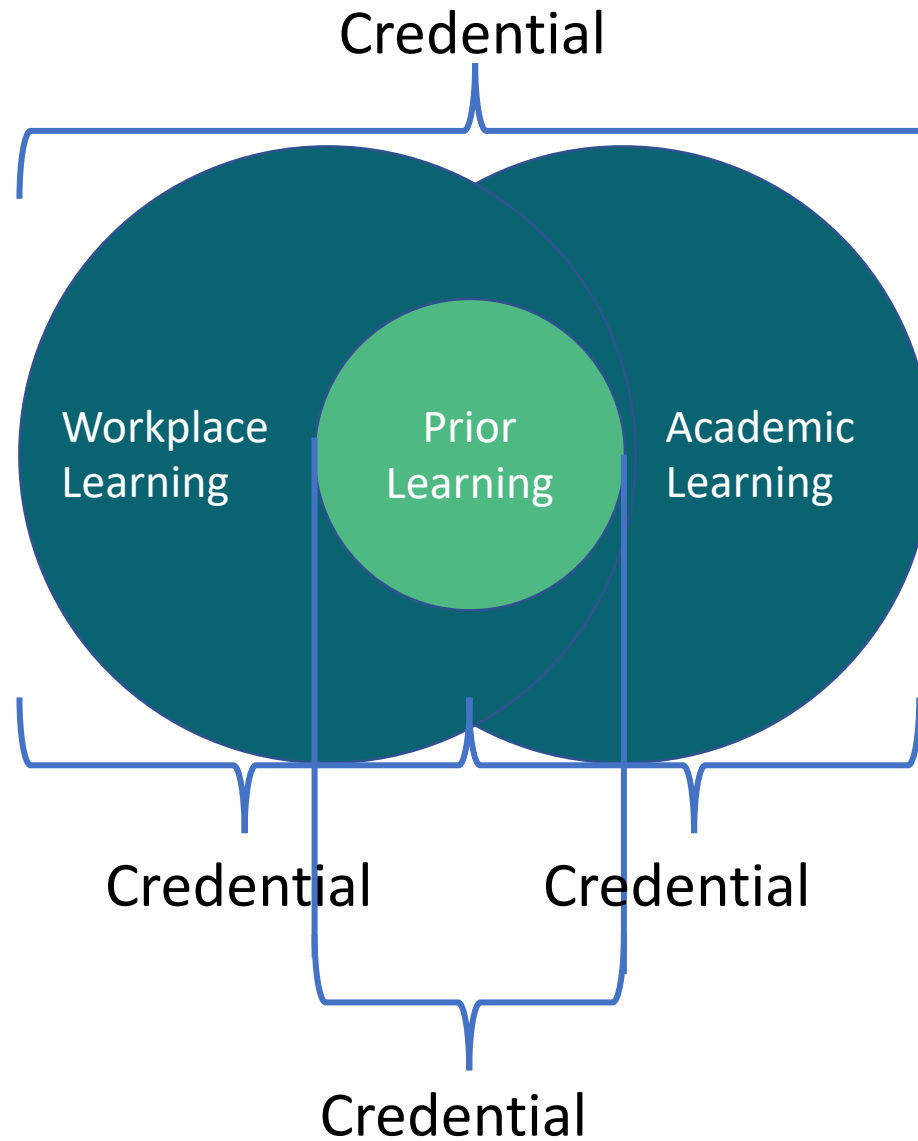 Credential
Workplace
Learning
Prior
Learning
Academic
Learning
Credential
Credential
Credential